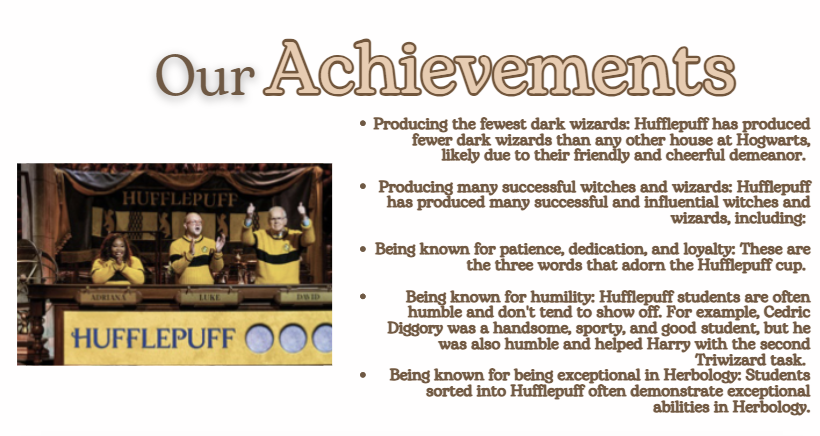 Our Achievements
• Producing the fewest dark wizards: Hufflepuff has produced
fewer dark wizards than any other house at Hogwarts,
likely due to their friendly and cheerful demeanor.
• Producing many successful witches and wizards: Hufflepuff
has produced many successful and influential witches and
wizards, including:
• Being known for patience, dedication, and loyalty: These are
the three words that adorn the Hufflepuff cup.
• Being known for humility: Hufflepuff students are often
humble and don't tend to show off. For example, Cedric
Diggory was a handsome, sporty, and good student, but he
was also humble and helped Harry with the second
Triwizard task.
• Being known for being exceptional in Herbology: Students
sorted into Hufflepuff often demonstrate exceptional
abilities in Herbology.
HUFFLEPUFF
ADRIANA LUKE DAVID
HUFFLEPUFF